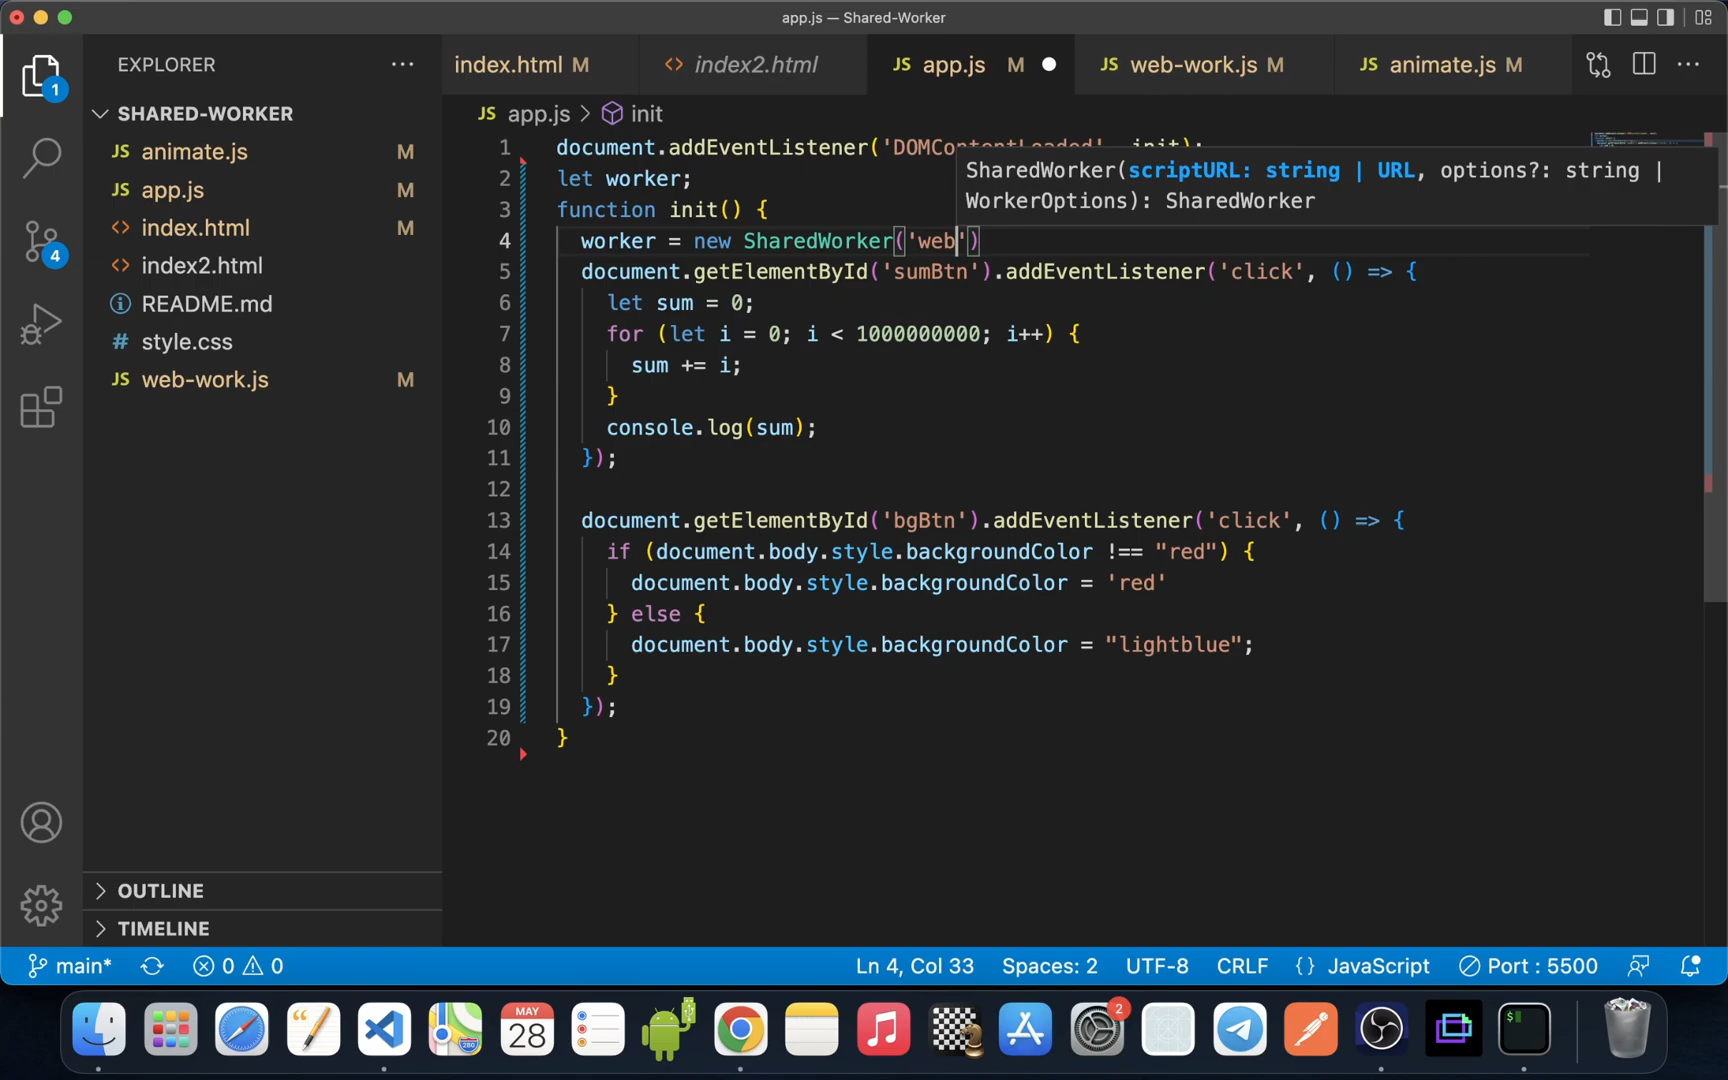 app.js — Shared-Worker
EXPLORER
SHARED-WORKER
JS animate.js M
JS app.js M
<> index.html M
<> index2.html
README.md
# style.css
JS web-work.js M
OUTLINE
TIMELINE
1
4
index.html M
<> index2.html
JS app.js M
JS web-work.js M
JS animate.js M
JS app.js > init
1 document.addEventListener('DOMContentLoaded', init);
2 let worker;
3 function init() {
4 worker = new SharedWorker('web')
5 document.getElementById('sumBtn').addEventListener('click', () => {
6 let sum = 0;
7 for (let i = 0; i < 1000000000; i++) {
8 sum += i;
9 }
10 console.log(sum);
11 });
12
13 document.getElementById('bgBtn').addEventListener('click', () => {
14 if (document.body.style.backgroundColor !== "red") {
15 document.body.style.backgroundColor = 'red'
16 } else {
17 document.body.style.backgroundColor = "lightblue";
18 }
19 });
20 }
SharedWorker(scriptURL: string | URL, options?: string |
WorkerOptions): SharedWorker
main* 0 0
Ln 4, Col 33 Spaces: 2 UTF-8 CRLF {} JavaScript Port : 5500
MAY
28
280
2
$